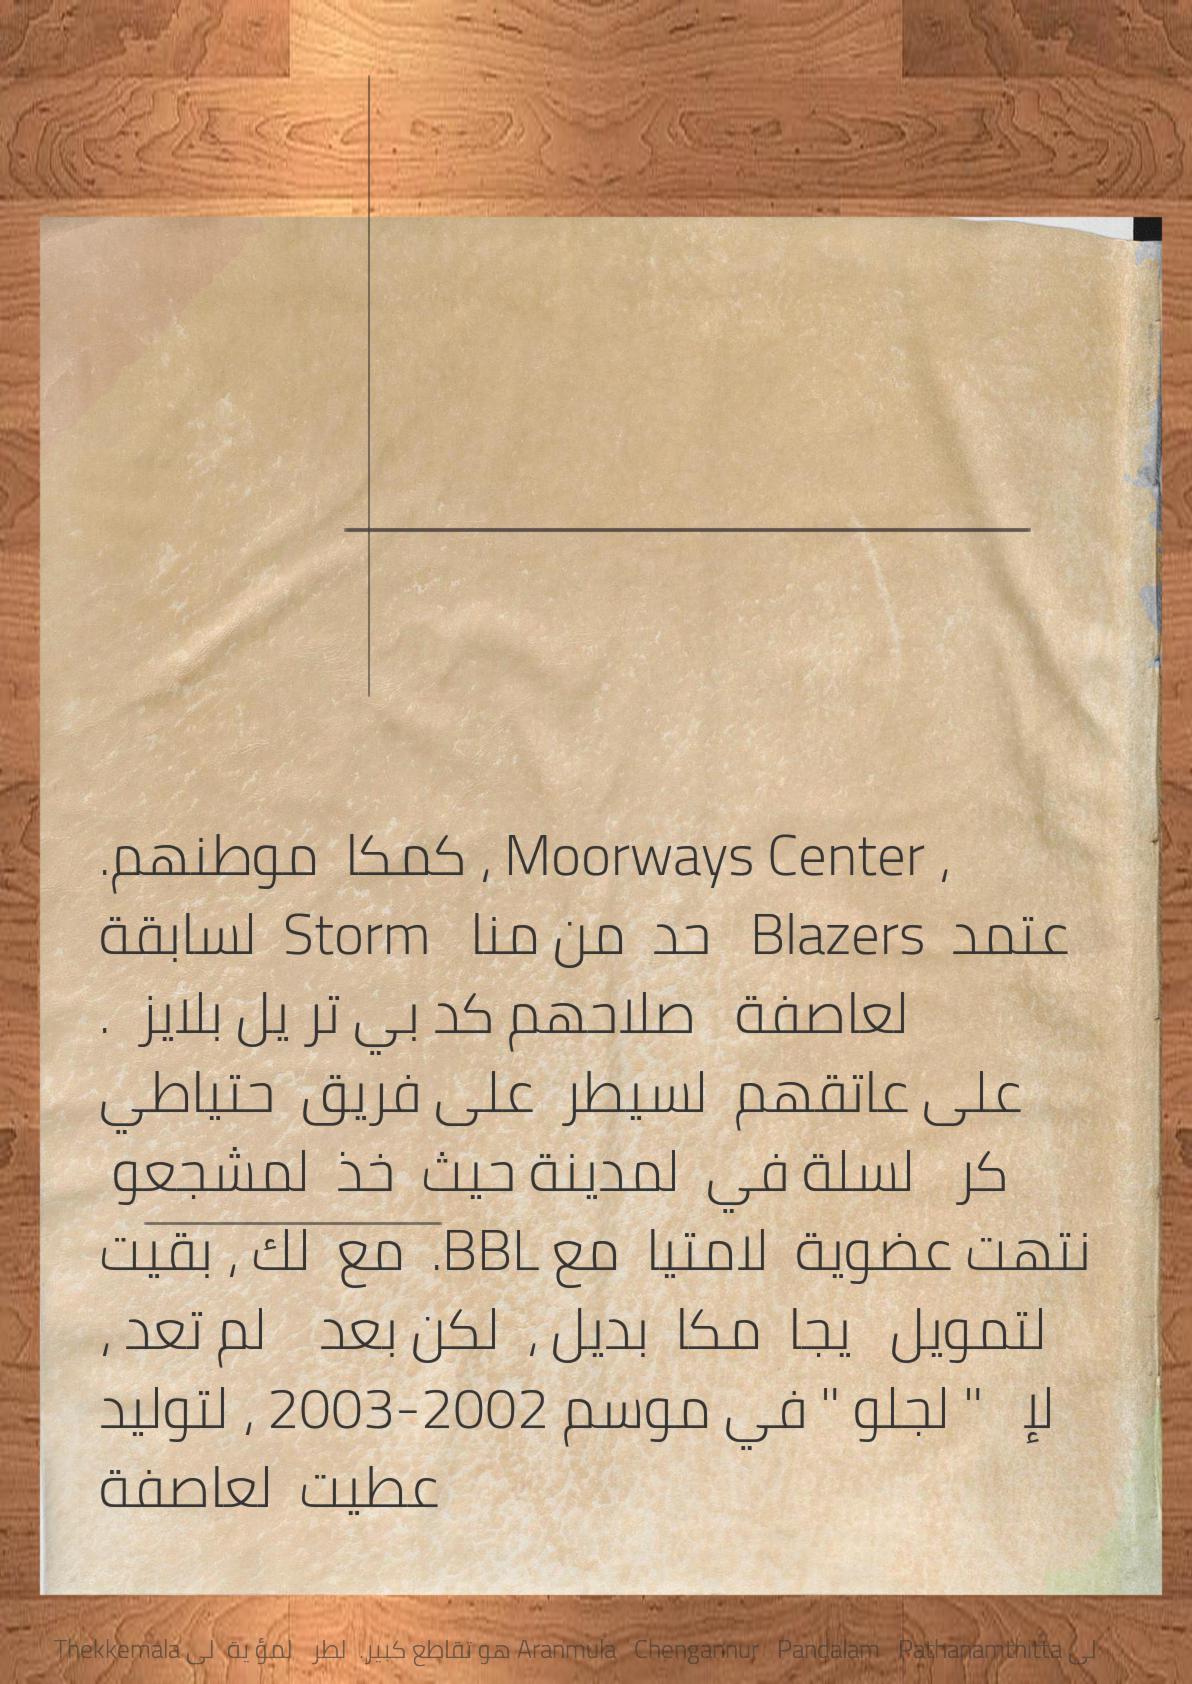 , Moorways Center , كمكا موطنهم.
عتمد Blazers حد من منا Storm لسابقة
لعاصفة صلاحهم كد بي تر يل بلايز .
على عاتقهم لسيطر على فريق حتياطي
كر لسلة في لمدينة حيث خذ لمشجعو
نتهت عضوية لامتيا مع BBL. مع لك , بقيت
لتمويل يجا مكا بديل , لكن بعد لم تعد ,
لإ " لجلو " في موسم 2002-2003 , لتوليد
عطيت لعاصفة
لى Pathanamthitta Pandalam Chengannur Aranmula هو تقاطع كبير. لطر لمؤ ية لى Thekkemala